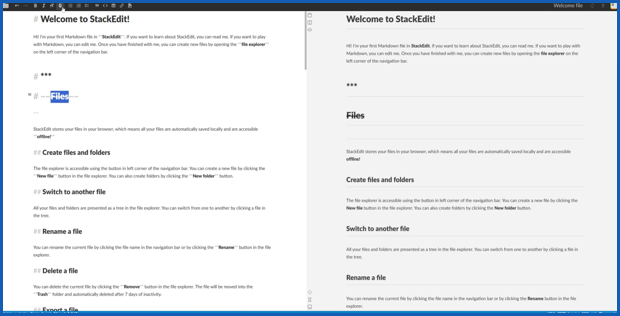 Welcome file
# Welcome to StackEdit!
Hi! I'm your first Markdown file in **StackEdit**. If you want to learn about StackEdit, you can read me. If you want to play
with Markdown, you can edit me. Once you have finished with me, you can create new files by opening the **file explorer**
on the left corner of the navigation bar.
# ***
# ~~Files~~
StackEdit stores your files in your browser, which means all your files are automatically saved locally and are accessible
**offline!**
## Create files and folders
The file explorer is accessible using the button in left corner of the navigation bar. You can create a new file by clicking the
**New file** button in the file explorer. You can also create folders by clicking the **New folder** button.
## Switch to another file
All your files and folders are presented as a tree in the file explorer. You can switch from one to another by clicking a file in
the tree.
## Rename a file
You can rename the current file by clicking the file name in the navigation bar or by clicking the **Rename** button in the file
explorer.
## Delete a file
You can delete the current file by clicking the **Remove** button in the file explorer. The file will be moved into the
**Trash** folder and automatically deleted after 7 days of inactivity.
## Export a file
Welcome to StackEdit!
Hi! I'm your first Markdown file in StackEdit. If you want to learn about StackEdit, you can read me. If you want to play with
Markdown, you can edit me. Once you have finished with me, you can create new files by opening the file explorer on the
left corner of the navigation bar.
***
Files
StackEdit stores your files in your browser, which means all your files are automatically saved locally and are accessible
offline!
Create files and folders
The file explorer is accessible using the button in left corner of the navigation bar. You can create a new file by clicking the
New file button in the file explorer. You can also create folders by clicking the New folder button.
Switch to another file
All your files and folders are presented as a tree in the file explorer. You can switch from one to another by clicking a file in
the tree.
Rename a file
You can rename the current file by clicking the file name in the navigation bar or by clicking the Rename button in the file
explorer.